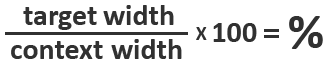 target width
context width x 100 = %